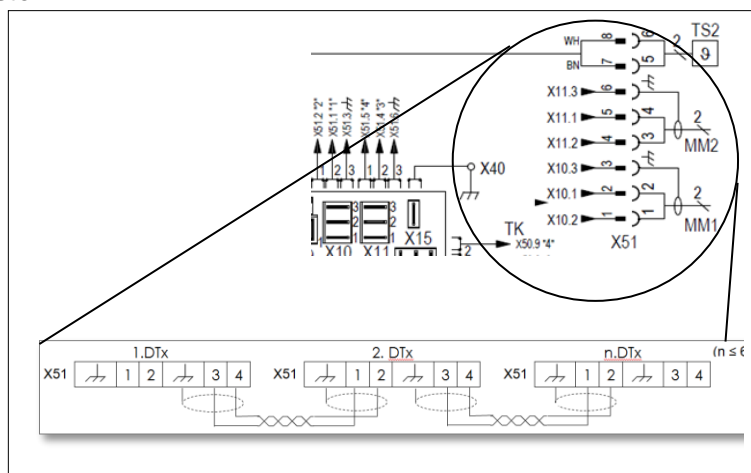 TS2
WH 8 6 2 ϑ
BN 7 5
X11.3 6
X11.1 5 4 2
X11.2 4 3 MM2
X10.3 3
X10.1 2 2 2
X10.2 1 1 MM1
X51
X51.2 "2"
X51.1 "1"
X51.3
X51.5 "4"
X51.4 "3"
X51.6
1 2 3 1 2 3
X40
3 3
2 2
1 1 1
X10 X11 X15
TK
X50.9 "4"
2
1.DTx 2. DTx n.DTx (n ≤ 6
X51 1 2 3 4 X51 1 2 3 4 X51 1 2 3 4